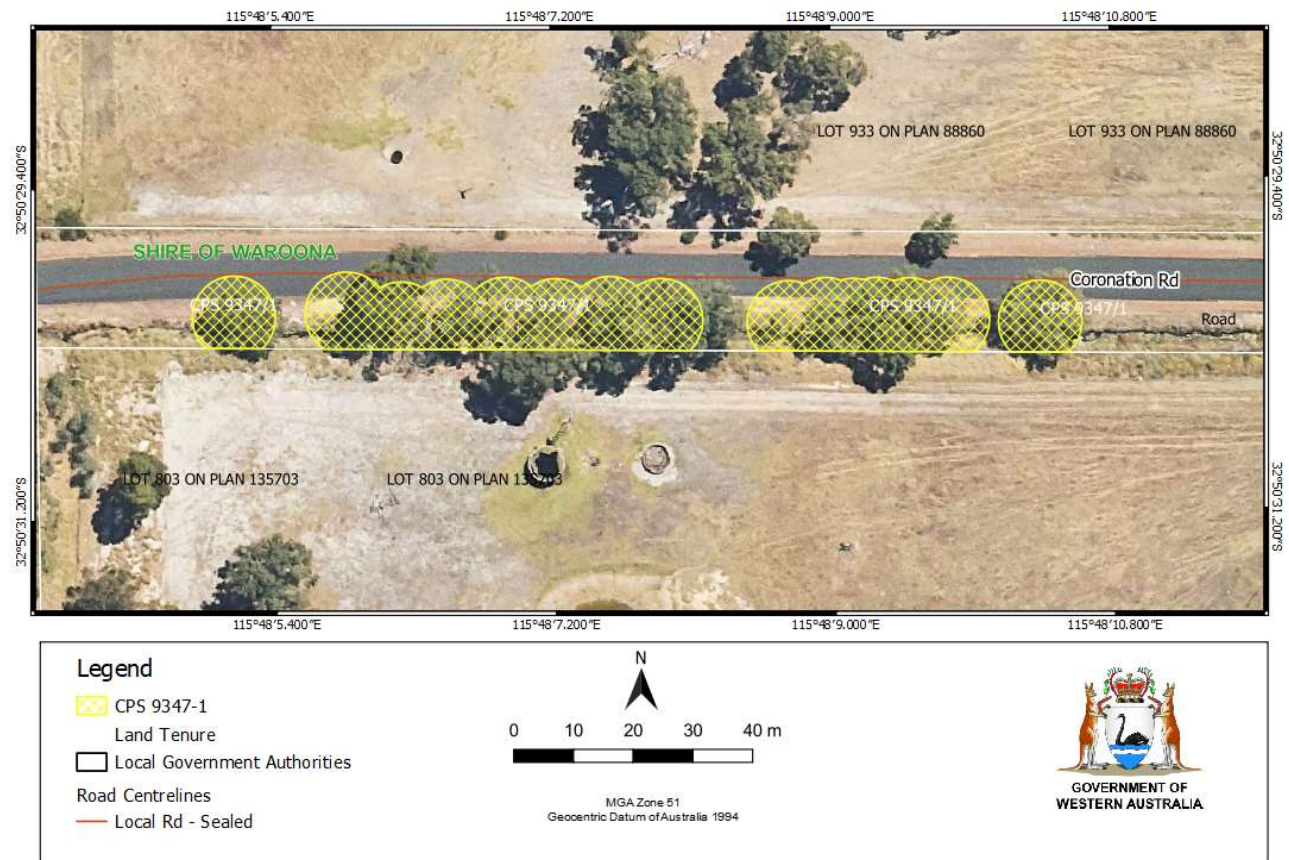 115°48'5.400"E 115°48'7.200"E 115°48'9.000"E 115°48'10.800"E
32°50'29.400"S
32°50'29.400"S
LOT 933 ON PLAN 88860 LOT 933 ON PLAN 88860
SHIRE OF WAROONA
Coronation Rd
CPS 9347/1 CPS 9347/1 CPS 9347/1 CPS 9347/1
Road
LOT 803 ON PLAN 135703 LOT 803 ON PLAN 135703
32°50'31.200"S
32°50'31.200"S
115°48'5.400"E 115°48'7.200"E 115°48'9.000"E 115°48'10.800"E
Legend
CPS 9347-1
Land Tenure
Local Government Authorities
Road Centrelines
Local Rd - Sealed
N
0 10 20 30 40 m
MGA Zone 51
Geocentric Datum of Australia 1994
GOVERNMENT OF
WESTERN AUSTRALIA